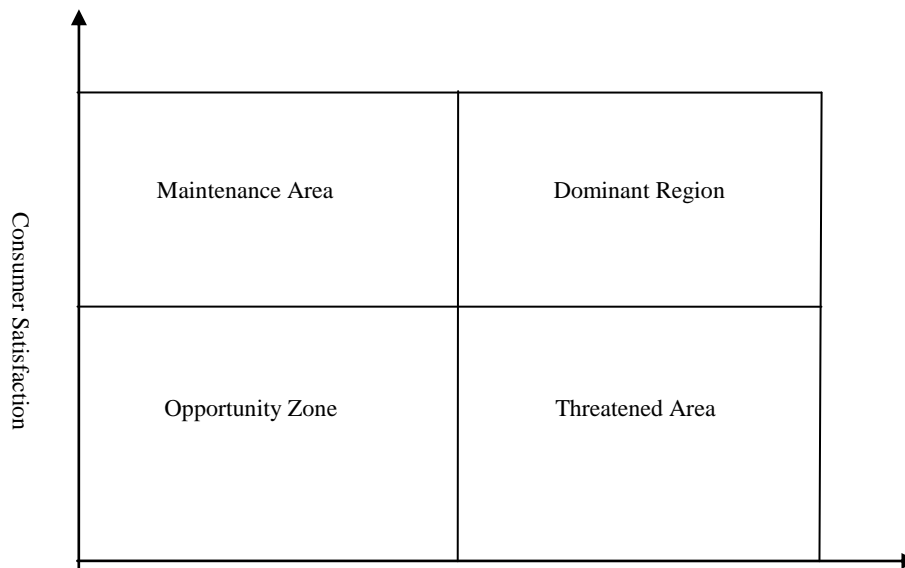 Maintenance Area
Dominant Region
Consumer Satisfaction
Opportunity Zone
Threatened Area